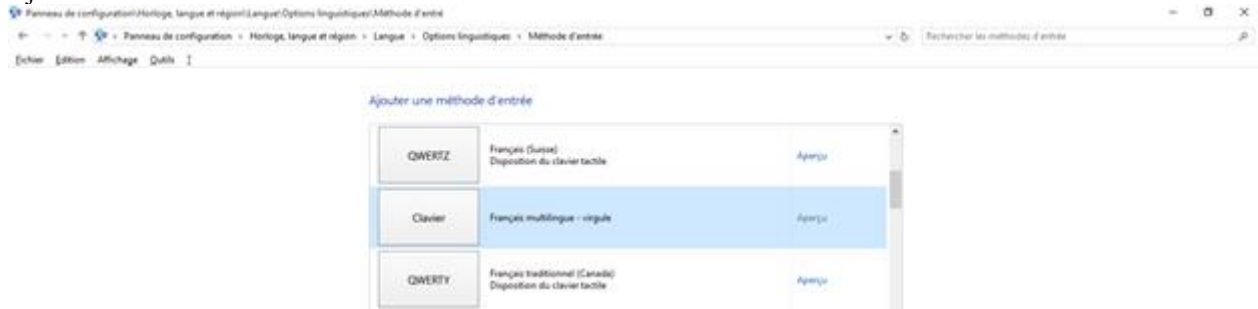 Panneau de configuration\Horloge, langue et région\Langue\Options linguistiques\Méthode d'entrée
Panneau de configuration › Horloge, langue et région › Langue › Options linguistiques › Méthode d'entrée
Rechercher les méthodes d'entrée
Fichier Edition Affichage Outils ?
Ajouter une méthode d'entrée
QWERTZ
Français (Suisse)
Disposition du clavier tactile
Aperçu
Clavier
Français multilingue - virgule
Aperçu
QWERTY
Français traditionnel (Canada)
Disposition du clavier tactile
Aperçu